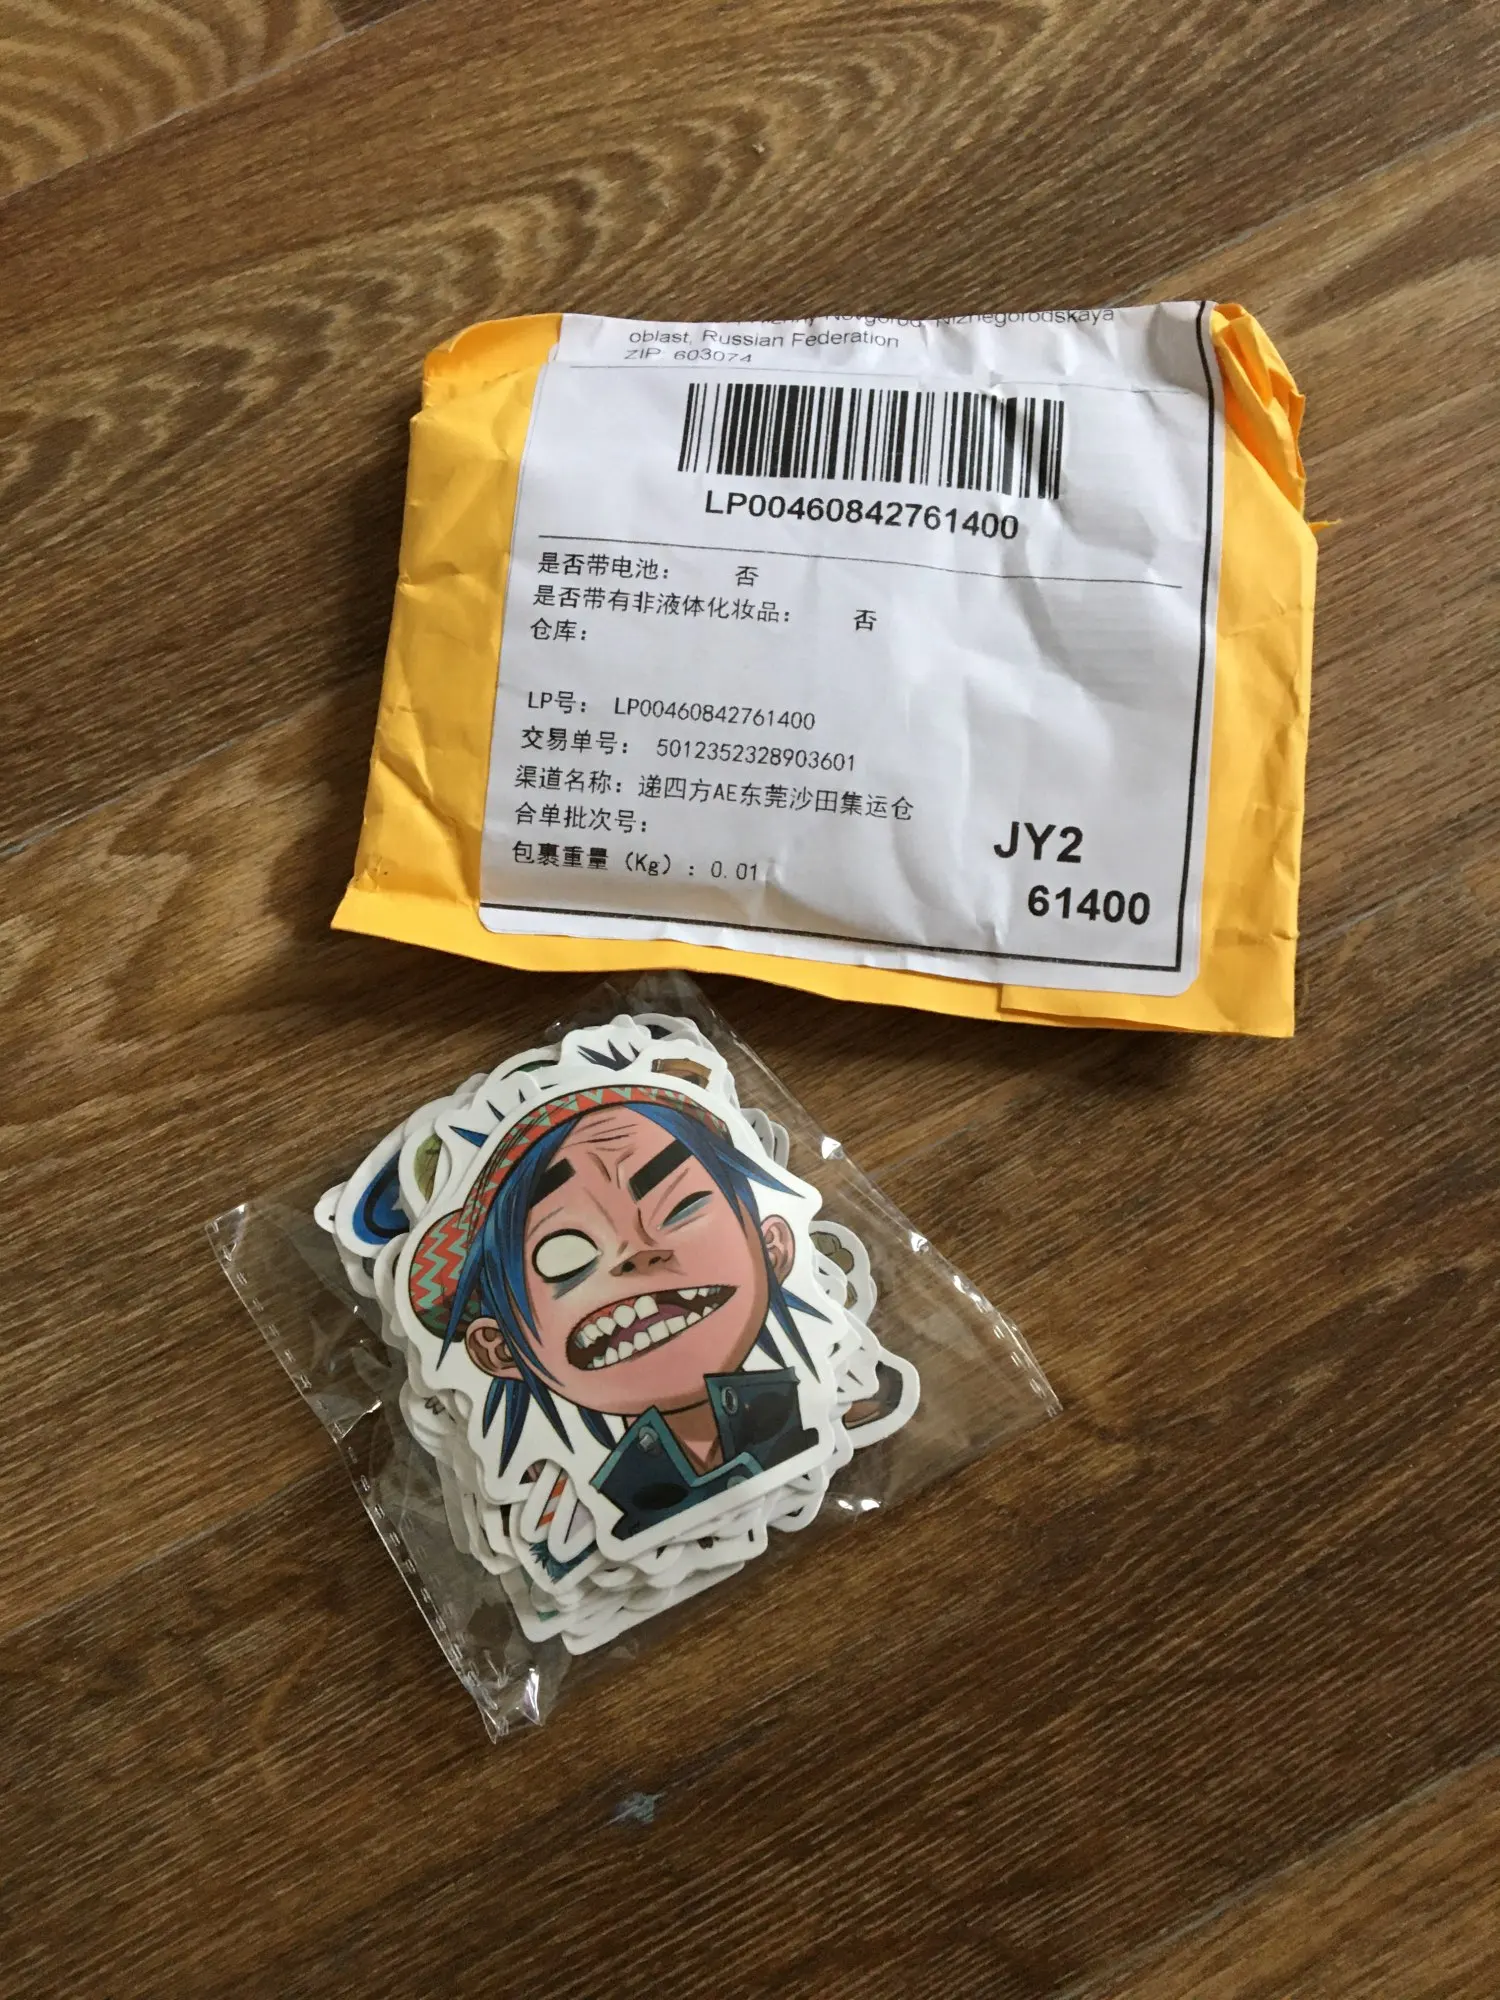 Nizhny Novgorod, Nizhegorodskaya
oblast, Russian Federation
ZIP: 603074
LP00460842761400
是否带电池： 否
是否带有非液体化妆品： 否
仓库：
LP号： LP00460842761400
交易单号： 5012352328903601
渠道名称：递四方AE东莞沙田集运仓
合单批次号：
包裹重量（Kg）：0.01
JY2
61400